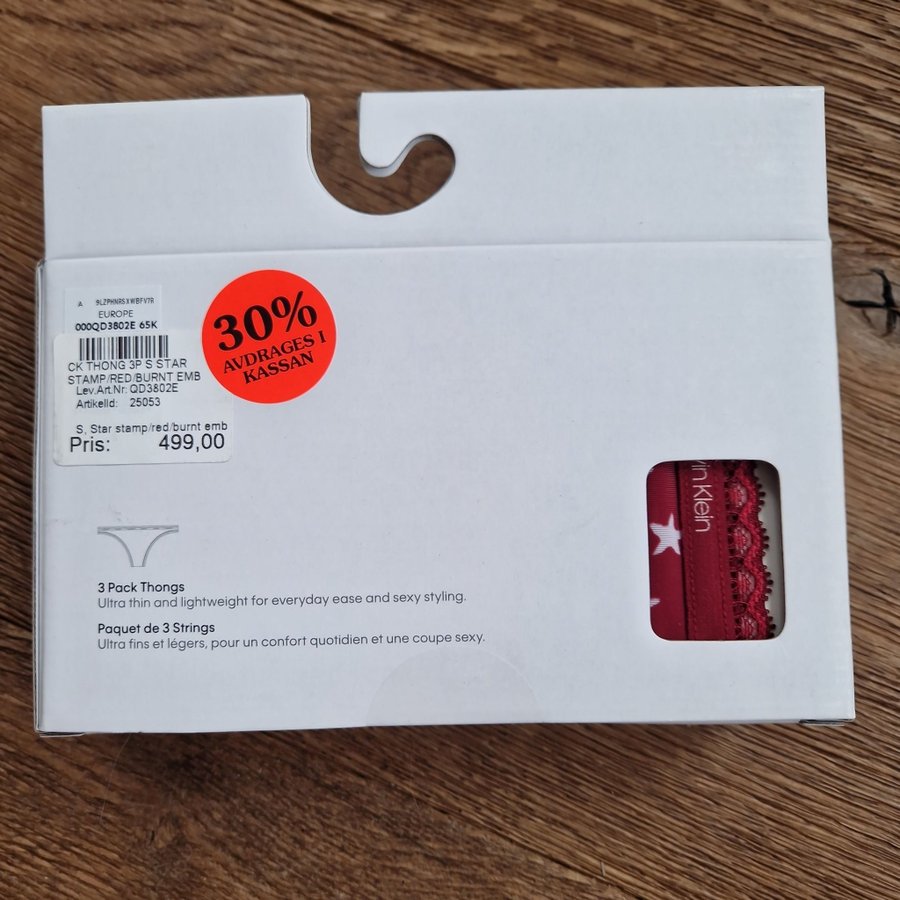 A 9LZPHNR6XWBFV7R
EUROPE
000QD3802E 65K
CK THONG 3P S STAR
STAMP/RED/BURNT EMB
Lev.Art.Nr: QD3802E
ArtikelId: 25053
S, Star stamp/red/burnt emb
Pris: 499,00
30%
AVDRAGES I
KASSAN
vin Klein
3 Pack Thongs
Ultra thin and lightweight for everyday ease and sexy styling.
Paquet de 3 Strings
Ultra fins et légers, pour un confort quotidien et une coupe sexy.